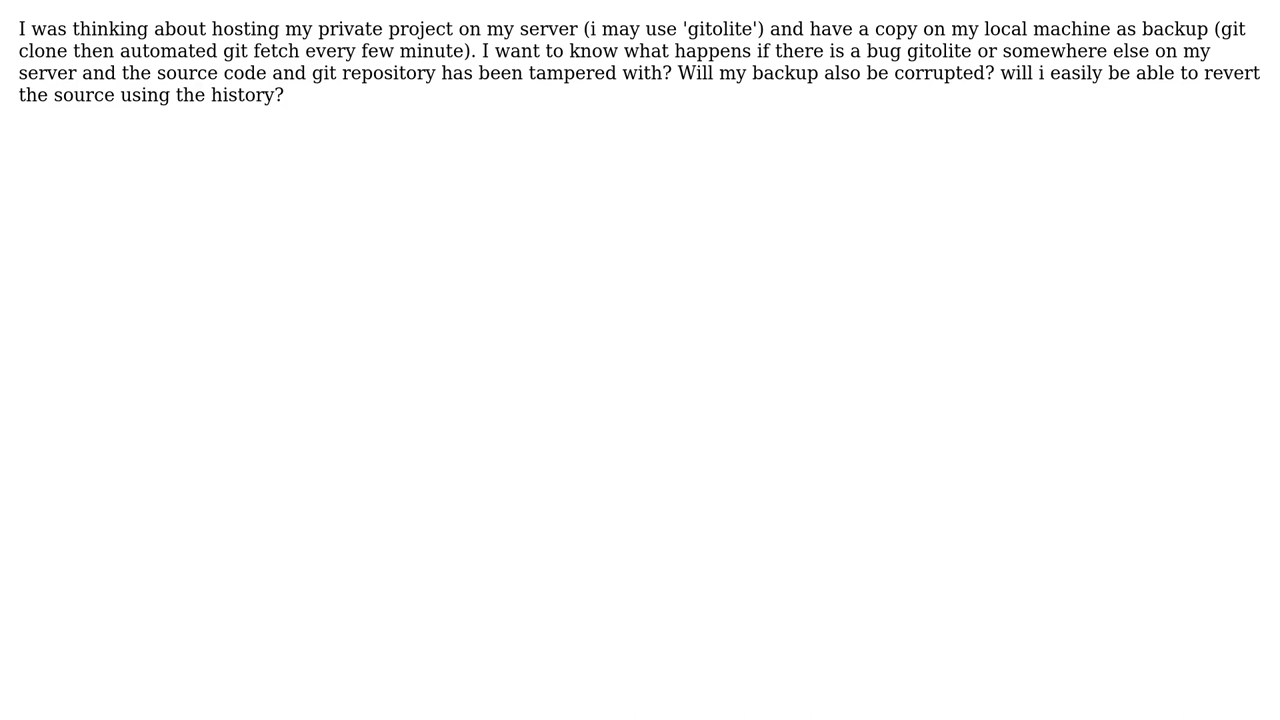 I was thinking about hosting my private project on my server (i may use 'gitolite') and have a copy on my local machine as backup (git
clone then automated git fetch every few minute). I want to know what happens if there is a bug gitolite or somewhere else on my
server and the source code and git repository has been tampered with? Will my backup also be corrupted? will i easily be able to revert
the source using the history?